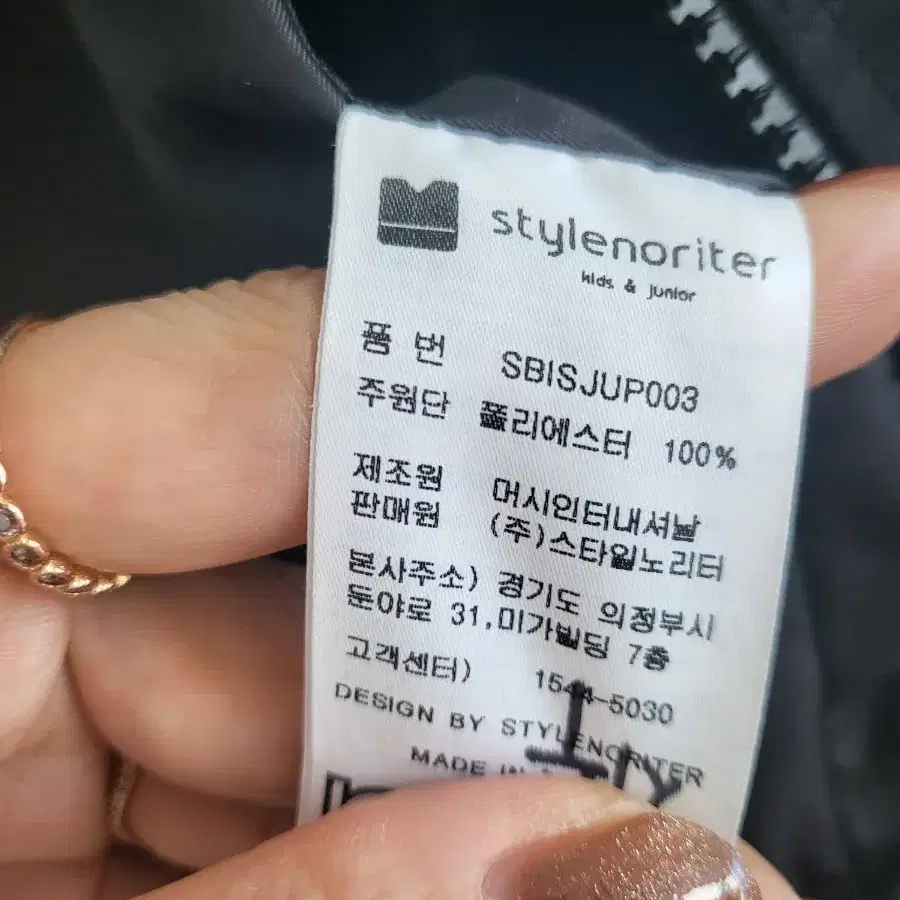 stylenoriter
kids & junior
품 번 SBISJUP003
주원단 폴리에스터 100%
제조원 머시인터내셔날
판매원 (주)스타일노리터
본사주소) 경기도 의정부시
둔야로 31,미가빌딩 7층
고객센터) 1544-5030
DESIGN BY STYLENORITER
MADE IN